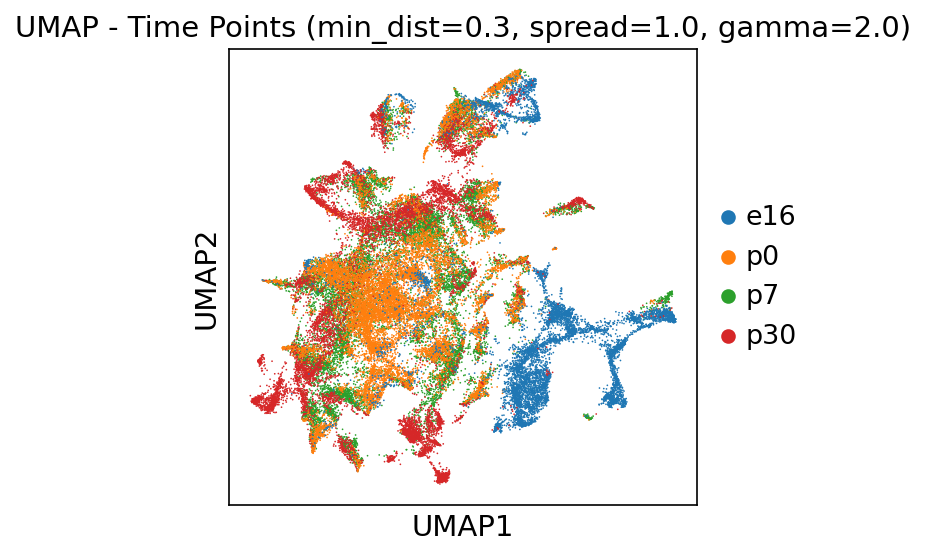 UMAP - Time Points (min_dist=0.3, spread=1.0, gamma=2.0)
UMAP2
e16
p0
p7
p30
UMAP1